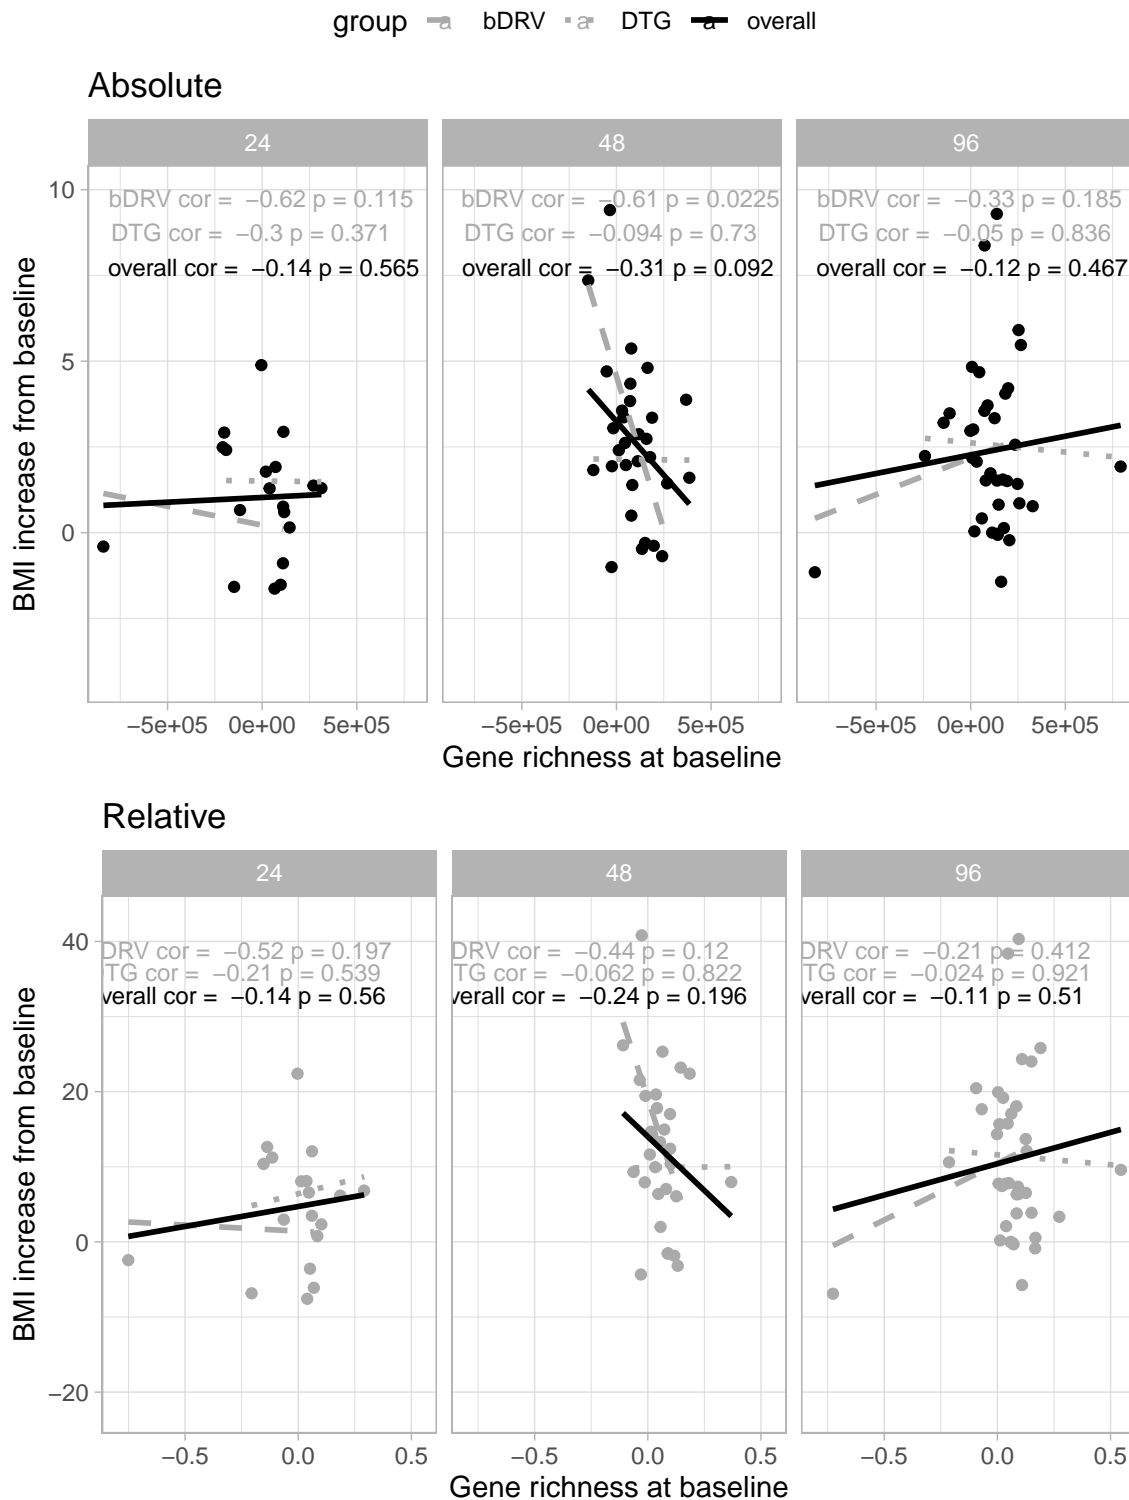 group a bDRV a DTG a overall
Absolute
24 48 96
bDRV cor = −0.62 p = 0.115 bDRV cor = −0.61 p = 0.0225 bDRV cor = −0.33 p = 0.185
DTG cor = −0.3 p = 0.371 DTG cor = −0.094 p = 0.73 DTG cor = −0.05 p = 0.836
overall cor = −0.14 p = 0.565 overall cor = −0.31 p = 0.092 overall cor = −0.12 p = 0.467
10
5
0
BMI increase from baseline
−5e+05 0e+00 5e+05 −5e+05 0e+00 5e+05 −5e+05 0e+00 5e+05
Gene richness at baseline
Relative
24 48 96
DRV cor = −0.52 p = 0.197 DRV cor = −0.44 p = 0.12 DRV cor = −0.21 p = 0.412
TG cor = −0.21 p = 0.539 TG cor = −0.062 p = 0.822 TG cor = −0.024 p = 0.921
verall cor = −0.14 p = 0.56 verall cor = −0.24 p = 0.196 verall cor = −0.11 p = 0.51
40
20
0
−20
BMI increase from baseline
−0.5 0.0 0.5 −0.5 0.0 0.5 −0.5 0.0 0.5
Gene richness at baseline